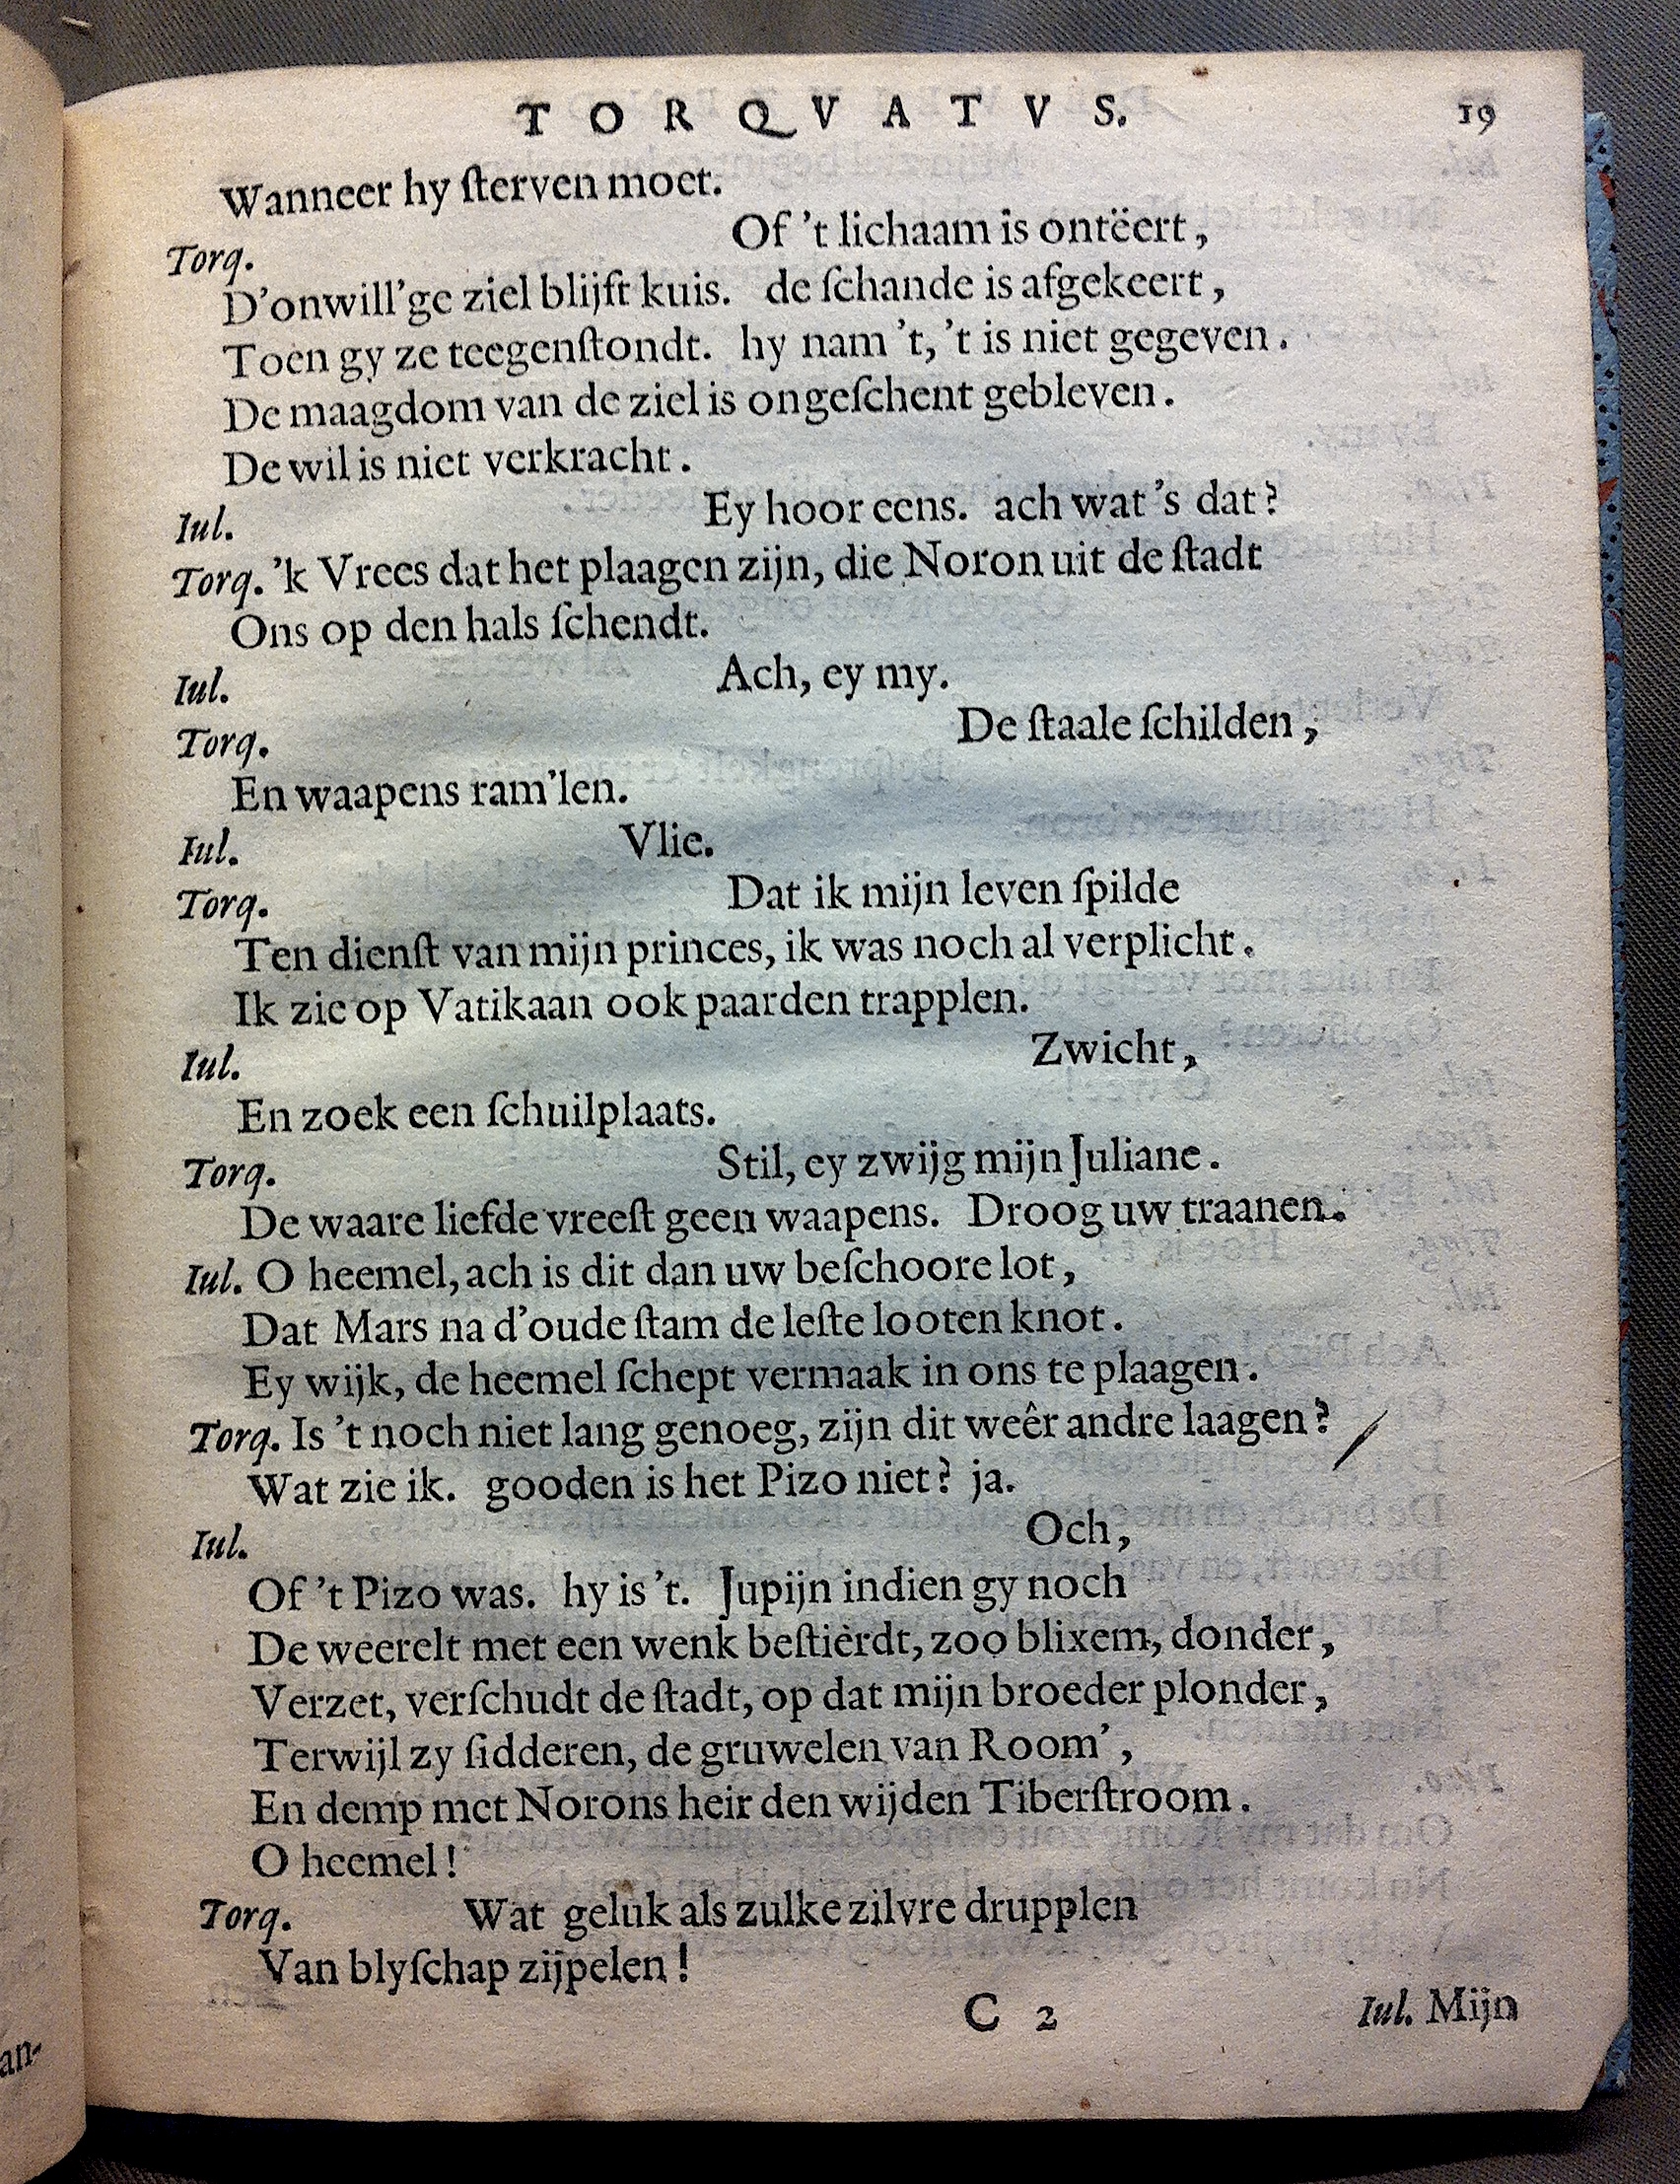 TORQVATVS. 19
Wanneer hy ſterven moet.
Torq. Of 't lichaam is ontëert,
D'onwill'ge ziel blijft kuis. de ſchande is afgekeert,
Toen gy ze teegenſtondt. hy nam 't, 't is niet gegeven.
De maagdom van de ziel is ongeſchent gebleven.
De wil is niet verkracht.
Iul. Ey hoor eens. ach wat 's dat?
Torq. 'k Vrees dat het plaagen zijn, die Noron uit de ſtadt
Ons op den hals ſchendt.
Iul. Ach, ey my.
Torq. De ſtaale ſchilden,
En waapens ram'len.
Iul. Vlie.
Torq. Dat ik mijn leven ſpilde
Ten dienſt van mijn princes, ik was noch al verplicht.
Ik zie op Vatikaan ook paarden trapplen.
Iul. Zwicht,
En zoek een ſchuilplaats.
Torq. Stil, ey zwijg mijn Juliane.
De waare liefde vreeſt geen waapens. Droog uw traanen.
Iul. O heemel, ach is dit dan uw beſchoore lot,
Dat Mars na d'oude ſtam de leſte looten knot.
Ey wijk, de heemel ſchept vermaak in ons te plaagen.
Torq. Is 't noch niet lang genoeg, zijn dit weêr andre laagen?
Wat zie ik. gooden is het Pizo niet? ja.
Iul. Och,
Of 't Pizo was. hy is 't. Jupijn indien gy noch
De weerelt met een wenk beſtiërdt, zoo blixem, donder,
Verzet, verſchudt de ſtadt, op dat mijn broeder plonder,
Terwijl zy ſidderen, de gruwelen van Room',
En demp met Norons heir den wijden Tiberſtroom.
O heemel!
Torq. Wat geluk als zulke zilvre drupplen
Van blyſchap zijpelen!
C 2 Iul. Mijn
an-